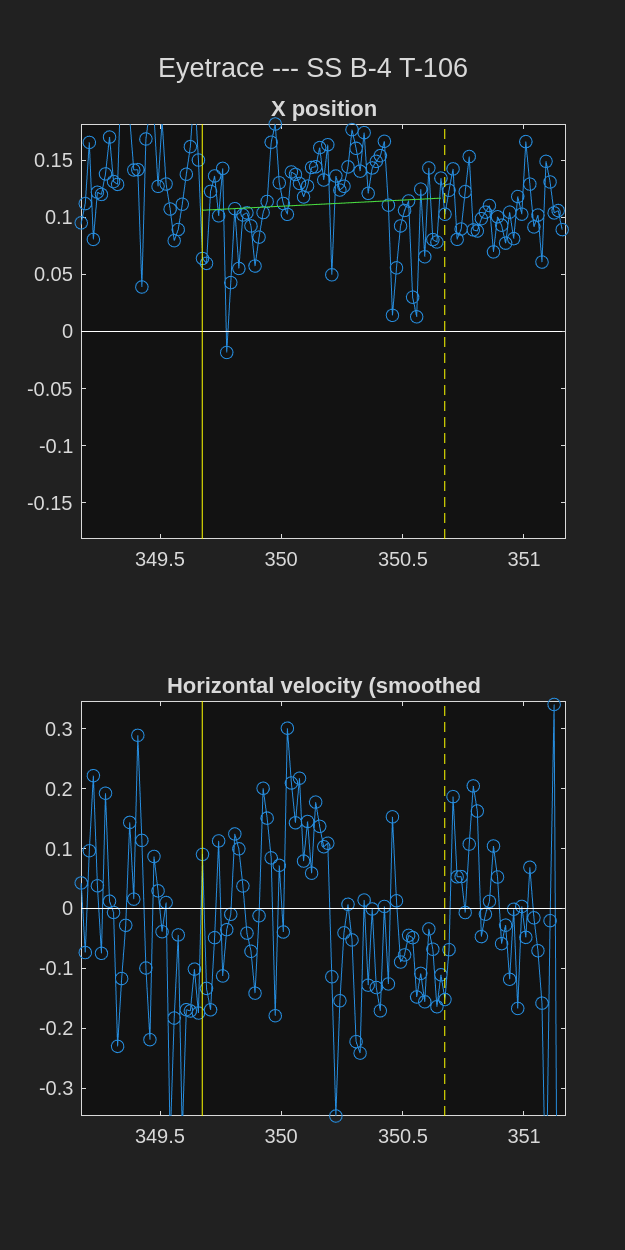 Eyetrace --- SS B-4 T-106
X position
0.15
0.1
0.05
0
-0.05
-0.1
-0.15
349.5 350 350.5 351
Horizontal velocity (smoothed
0.3
0.2
0.1
0
-0.1
-0.2
-0.3
349.5 350 350.5 351